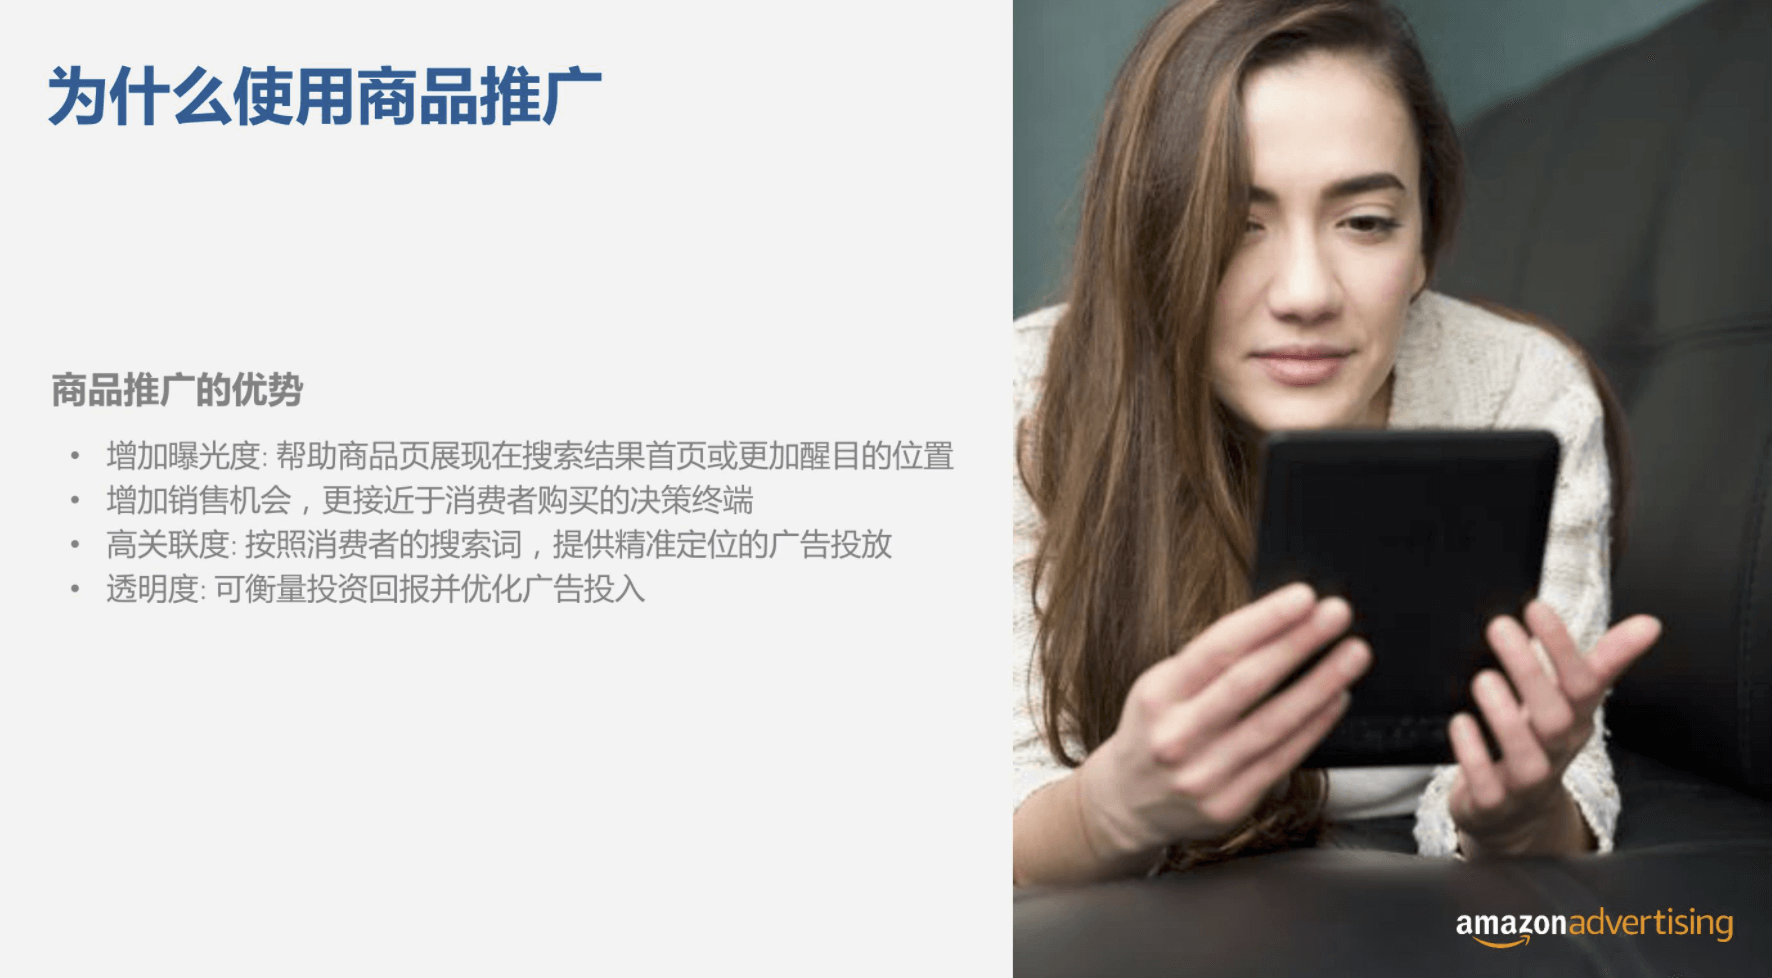 为什么使用商品推广
商品推广的优势
• 增加曝光度: 帮助商品页展现在搜索结果首页或更加醒目的位置
• 增加销售机会，更接近于消费者购买的决策终端
• 高关联度: 按照消费者的搜索词，提供精准定位的广告投放
• 透明度: 可衡量投资回报并优化广告投入
amazonadvertising